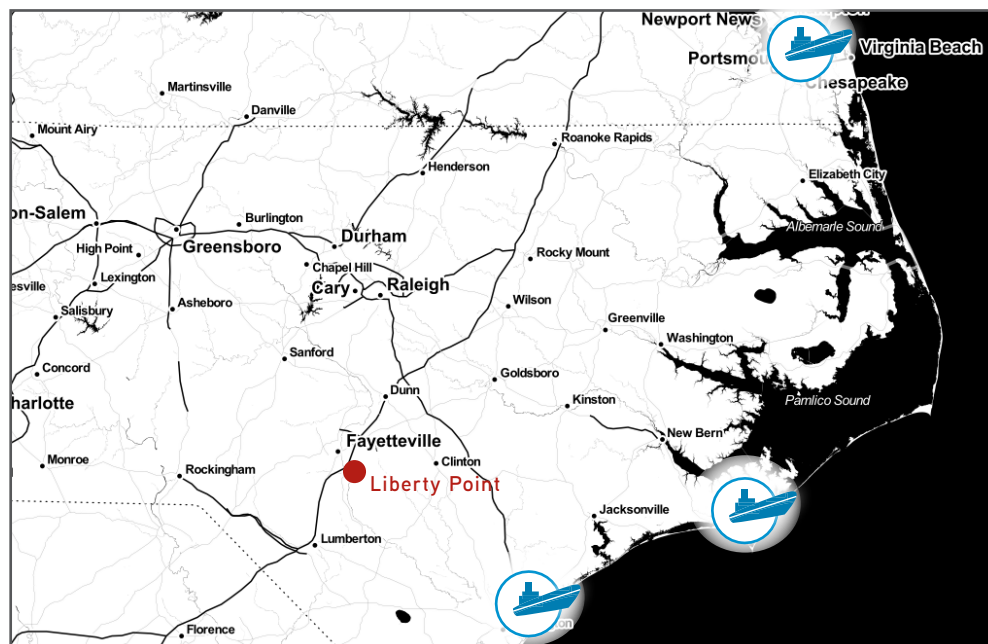 Newport News
Virginia Beach
Chesapeake
Martinsville
Danville
Mount Airy
Roanoke Rapids
Henderson
Elizabeth City
on-Salem
Burlington
Durham
Albemarle Sound
Greensboro
High Point
Chapel Hill
Rocky Mount
Lexington
Cary
Raleigh
esville
Asheboro
Salisbury
Wilson
Greenville
Washington
Sanford
Concord
Goldsboro
Dunn
Pamlico Sound
harlotte
Kinston
New Bern
Fayetteville
Monroe
Clinton
Rockingham
Liberty Point
Jacksonville
Lumberton
Florence